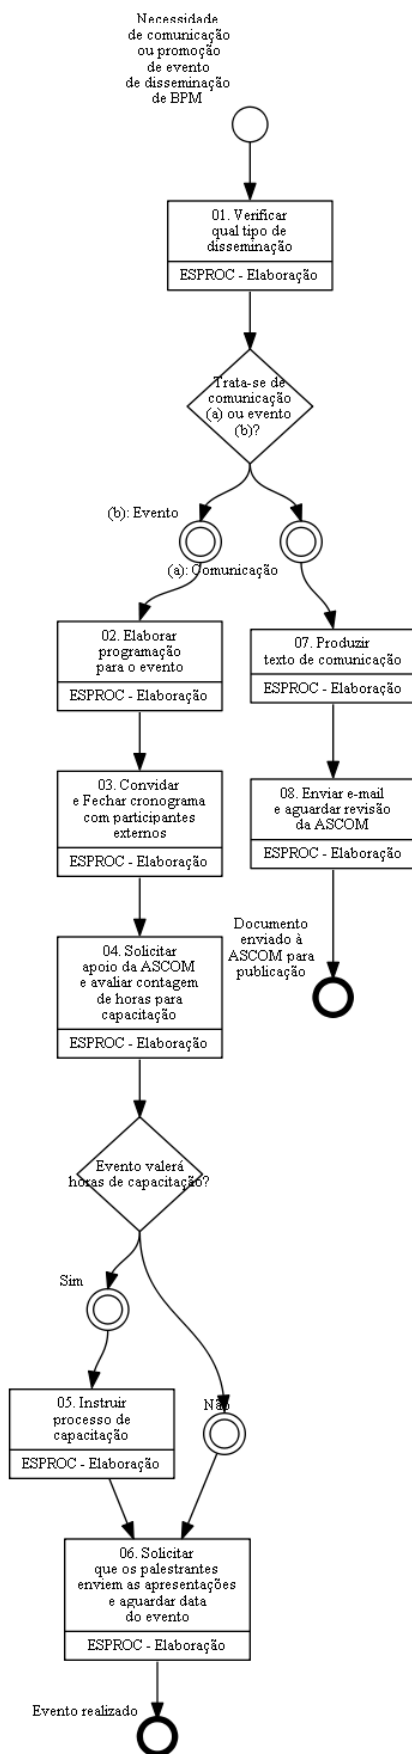 Necessidade
de comunicação
ou promoção
de evento
de disseminação
de BPM
01. Verificar
qual tipo de
disseminação
ESPROC - Elaboração
Trata-se de
comunicação
(a) ou evento
(b)?
(b): Evento
(a): Comunicação
02. Elaborar
programação
para o evento
ESPROC - Elaboração
07. Produzir
texto de comunicação
ESPROC - Elaboração
03. Convidar
e Fechar cronograma
com participantes
externos
ESPROC - Elaboração
08. Enviar e-mail
e aguardar revisão
da ASCOM
ESPROC - Elaboração
04. Solicitar
apoio da ASCOM
e avaliar contagem
de horas para
capacitação
ESPROC - Elaboração
Documento
enviado à
ASCOM para
publicação
Evento valerá
horas de capacitação?
Sim
Não
05. Instruir
processo de
capacitação
ESPROC - Elaboração
06. Solicitar
que os palestrantes
enviem as apresentações
e aguardar data
do evento
ESPROC - Elaboração
Evento realizado